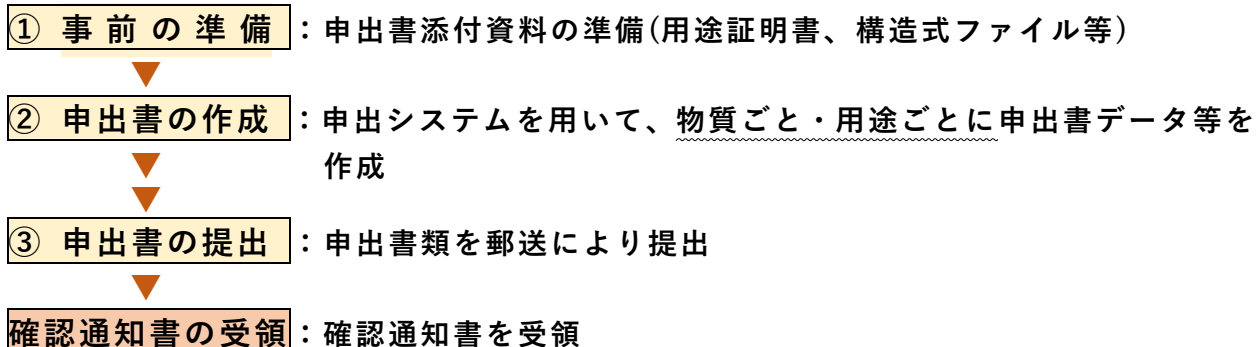 ① 事前の準備：申出書添付資料の準備(用途証明書、構造式ファイル等)
② 申出書の作成：申出システムを用いて、物質ごと・用途ごとに申出書データ等を
作成
③ 申出書の提出：申出書類を郵送により提出
確認通知書の受領：確認通知書を受領